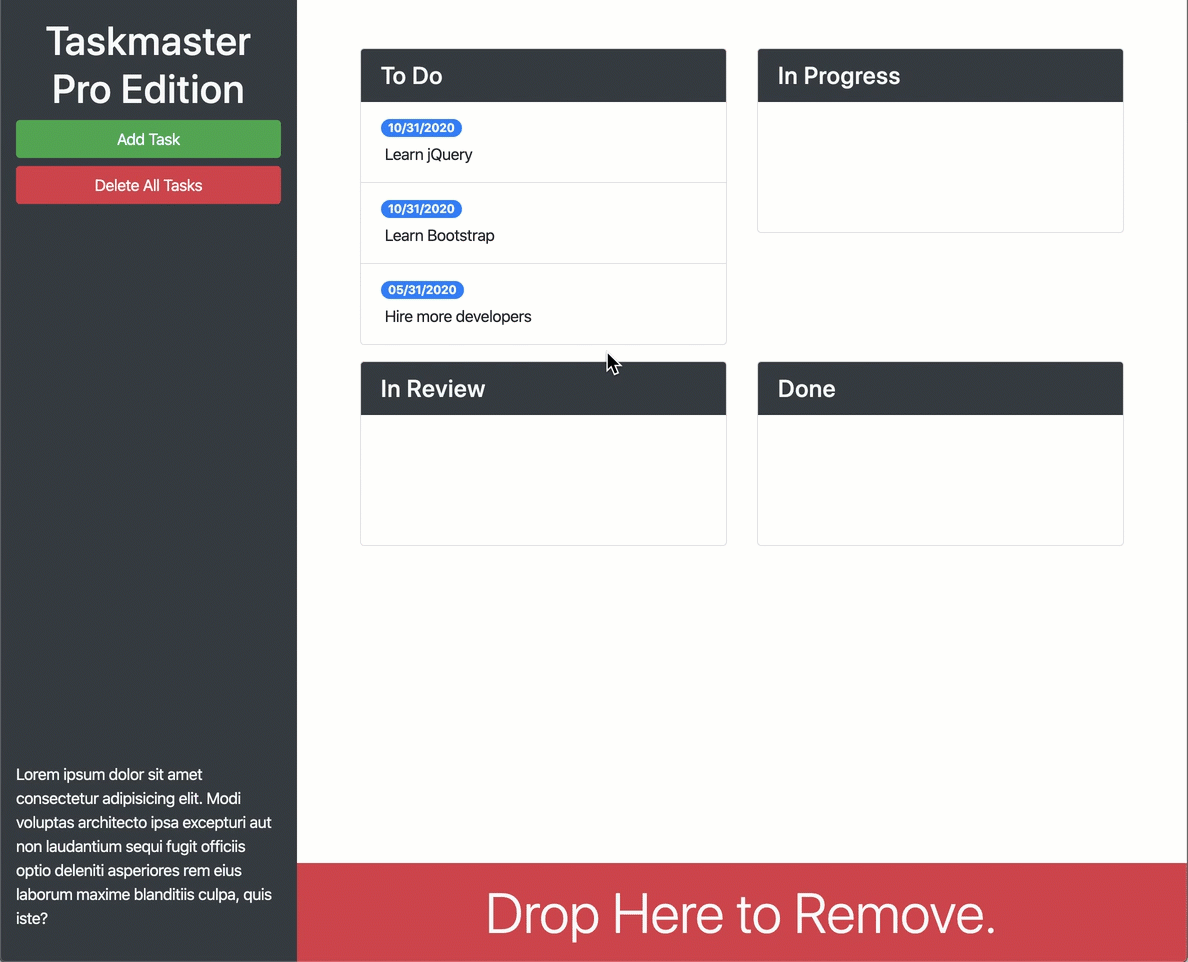 Taskmaster
Pro Edition
Add Task
Delete All Tasks
Lorem ipsum dolor sit amet
consectetur adipisicing elit. Modi
voluptas architecto ipsa excepturi aut
non laudantium sequi fugit officiis
optio deleniti asperiores rem eius
laborum maxime blanditiis culpa, quis
iste?
To Do
10/31/2020
Learn jQuery
10/31/2020
Learn Bootstrap
05/31/2020
Hire more developers
In Progress
In Review
Done
Drop Here to Remove.